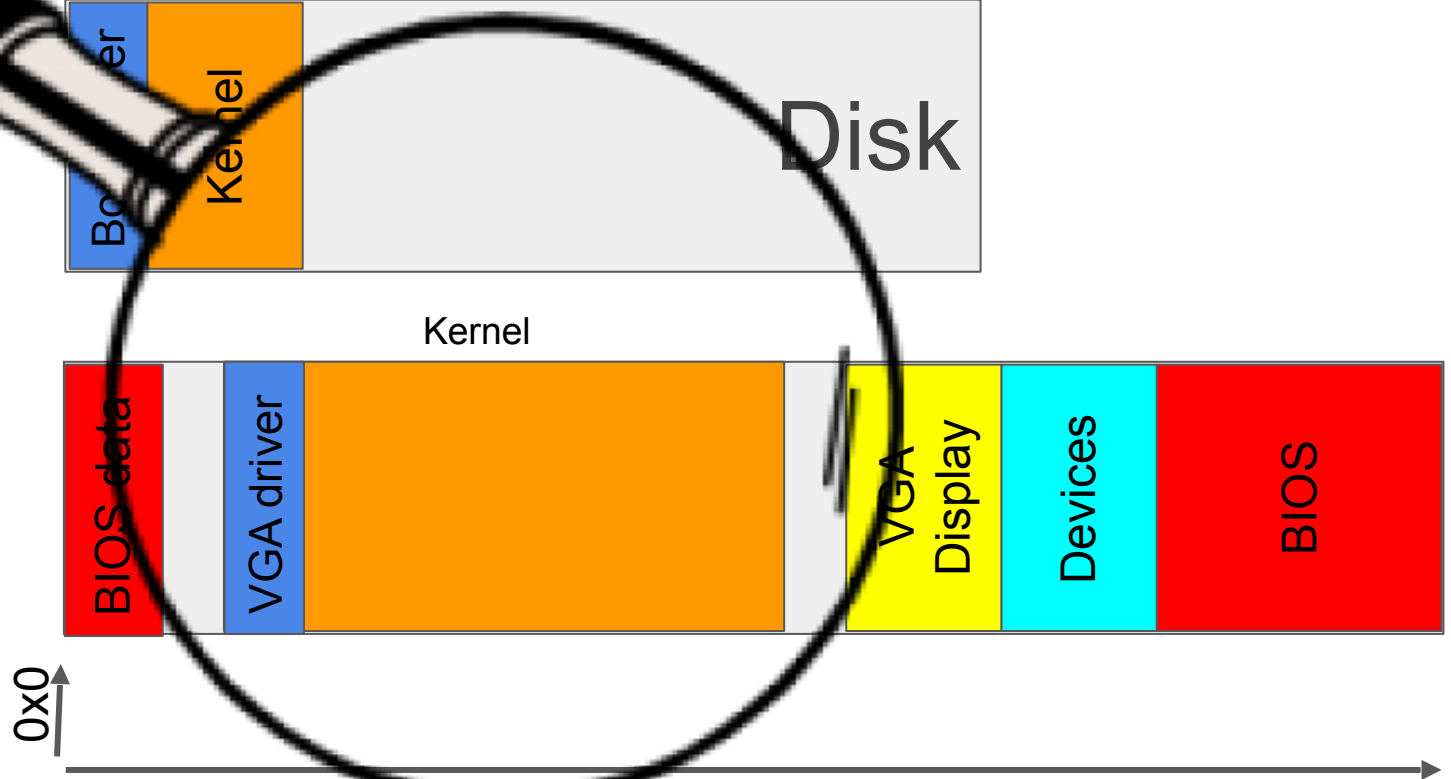 Kernel
Disk
Kernel
BIOS data
VGA driver
VGA
Display
Devices
BIOS
0x0